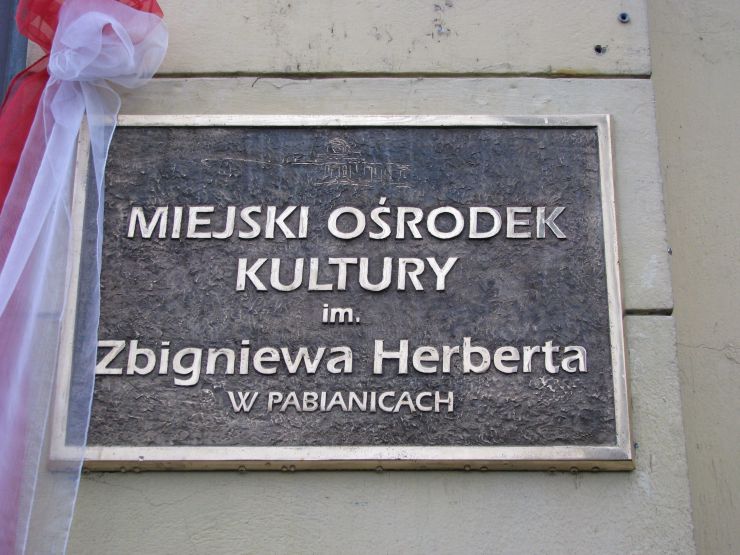 MIEJSKI OŚRODEK
KULTURY
im.
Zbigniewa Herberta
W PABIANICACH